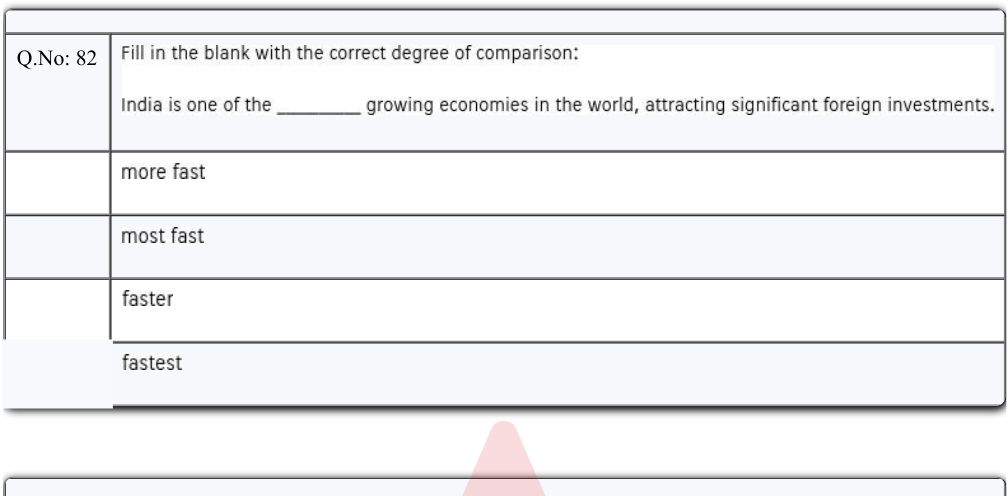 Q.No: 82
Fill in the blank with the correct degree of comparison:
India is one of the _________ growing economies in the world, attracting significant foreign investments.
more fast
most fast
faster
fastest